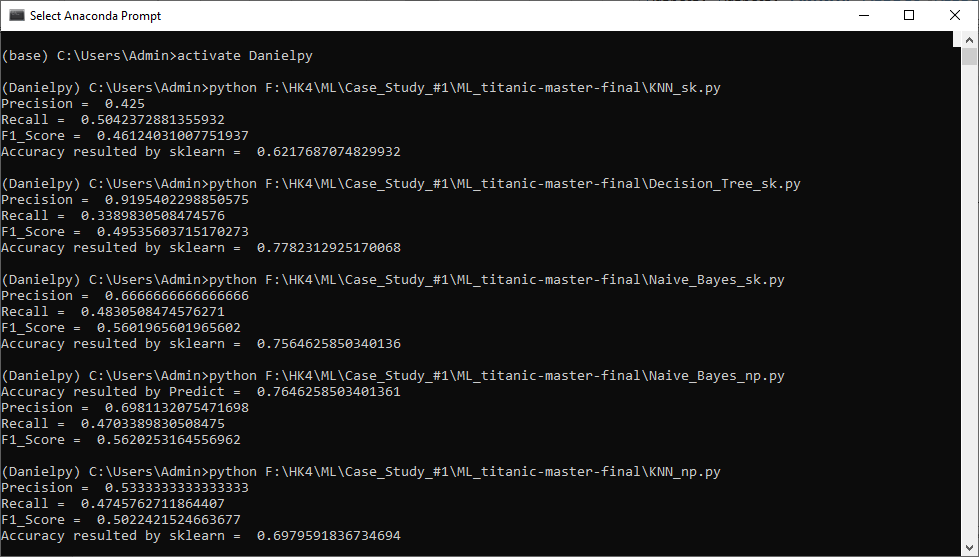 Select Anaconda Prompt
(base) C:\Users\Admin>activate Danielpy
(Danielpy) C:\Users\Admin>python F:\HK4\ML\Case_Study_#1\ML_titanic-master-final\KNN_sk.py
Precision =  0.425
Recall =  0.5042372881355932
F1_Score =  0.46124031007751937
Accuracy resulted by sklearn =  0.6217687074829932
(Danielpy) C:\Users\Admin>python F:\HK4\ML\Case_Study_#1\ML_titanic-master-final\Decision_Tree_sk.py
Precision =  0.9195402298850575
Recall =  0.3389830508474576
F1_Score =  0.49535603715170273
Accuracy resulted by sklearn =  0.7782312925170068
(Danielpy) C:\Users\Admin>python F:\HK4\ML\Case_Study_#1\ML_titanic-master-final\Naive_Bayes_sk.py
Precision =  0.6666666666666666
Recall =  0.4830508474576271
F1_Score =  0.5601965601965602
Accuracy resulted by sklearn =  0.7564625850340136
(Danielpy) C:\Users\Admin>python F:\HK4\ML\Case_Study_#1\ML_titanic-master-final\Naive_Bayes_np.py
Accuracy resulted by Predict =  0.7646258503401361
Precision =  0.6981132075471698
Recall =  0.4703389830508475
F1_Score =  0.5620253164556962
(Danielpy) C:\Users\Admin>python F:\HK4\ML\Case_Study_#1\ML_titanic-master-final\KNN_np.py
Precision =  0.5333333333333333
Recall =  0.4745762711864407
F1_Score =  0.5022421524663677
Accuracy resulted by sklearn =  0.6979591836734694